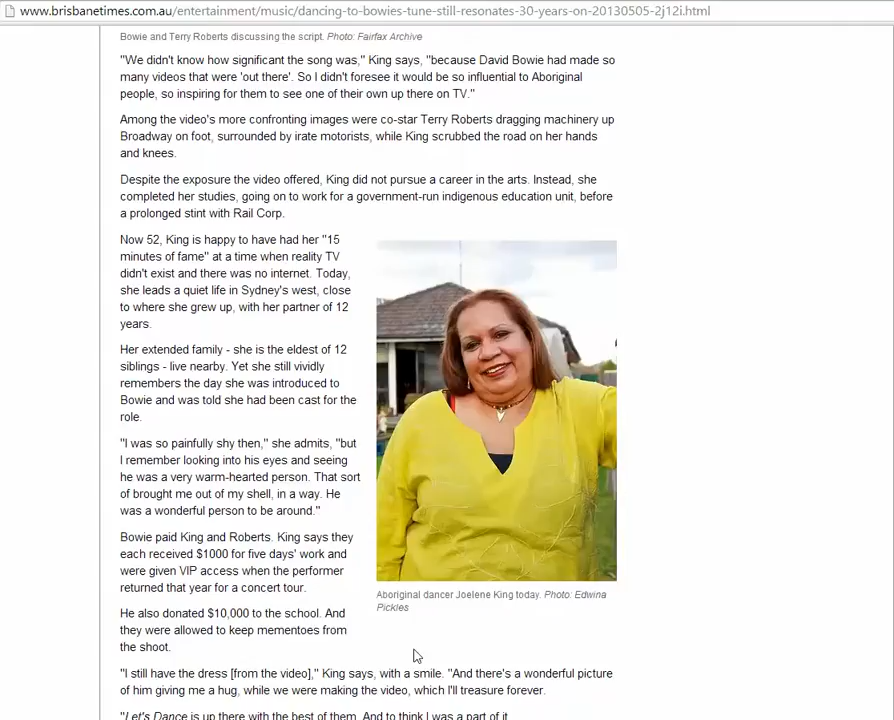 www.brisbanetimes.com.au/entertainment/music/dancing-to-bowies-tune-still-resonates-30-years-on-20130505-2j12i.html
Bowie and Terry Roberts discussing the script. Photo: Fairfax Archive
"We didn't know how significant the song was," King says, "because David Bowie had made so
many videos that were 'out there'. So I didn't foresee it would be so influential to Aboriginal
people, so inspiring for them to see one of their own up there on TV."
Among the video's more confronting images were co-star Terry Roberts dragging machinery up
Broadway on foot, surrounded by irate motorists, while King scrubbed the road on her hands
and knees.
Despite the exposure the video offered, King did not pursue a career in the arts. Instead, she
completed her studies, going on to work for a government-run indigenous education unit, before
a prolonged stint with Rail Corp.
Now 52, King is happy to have had her "15
minutes of fame" at a time when reality TV
didn't exist and there was no internet. Today,
she leads a quiet life in Sydney's west, close
to where she grew up, with her partner of 12
years.
Her extended family - she is the eldest of 12
siblings - live nearby. Yet she still vividly
remembers the day she was introduced to
Bowie and was told she had been cast for the
role.
"I was so painfully shy then," she admits, "but
I remember looking into his eyes and seeing
he was a very warm-hearted person. That sort
of brought me out of my shell, in a way. He
was a wonderful person to be around."
Bowie paid King and Roberts. King says they
each received $1000 for five days' work and
were given VIP access when the performer
returned that year for a concert tour.
He also donated $10,000 to the school. And
they were allowed to keep mementoes from
the shoot.
Aboriginal dancer Joelene King today. Photo: Edwina
Pickles
"I still have the dress [from the video]," King says, with a smile. "And there's a wonderful picture
of him giving me a hug, while we were making the video, which I'll treasure forever.
"Let's Dance is up there with the best of them. And to think I was a part of it